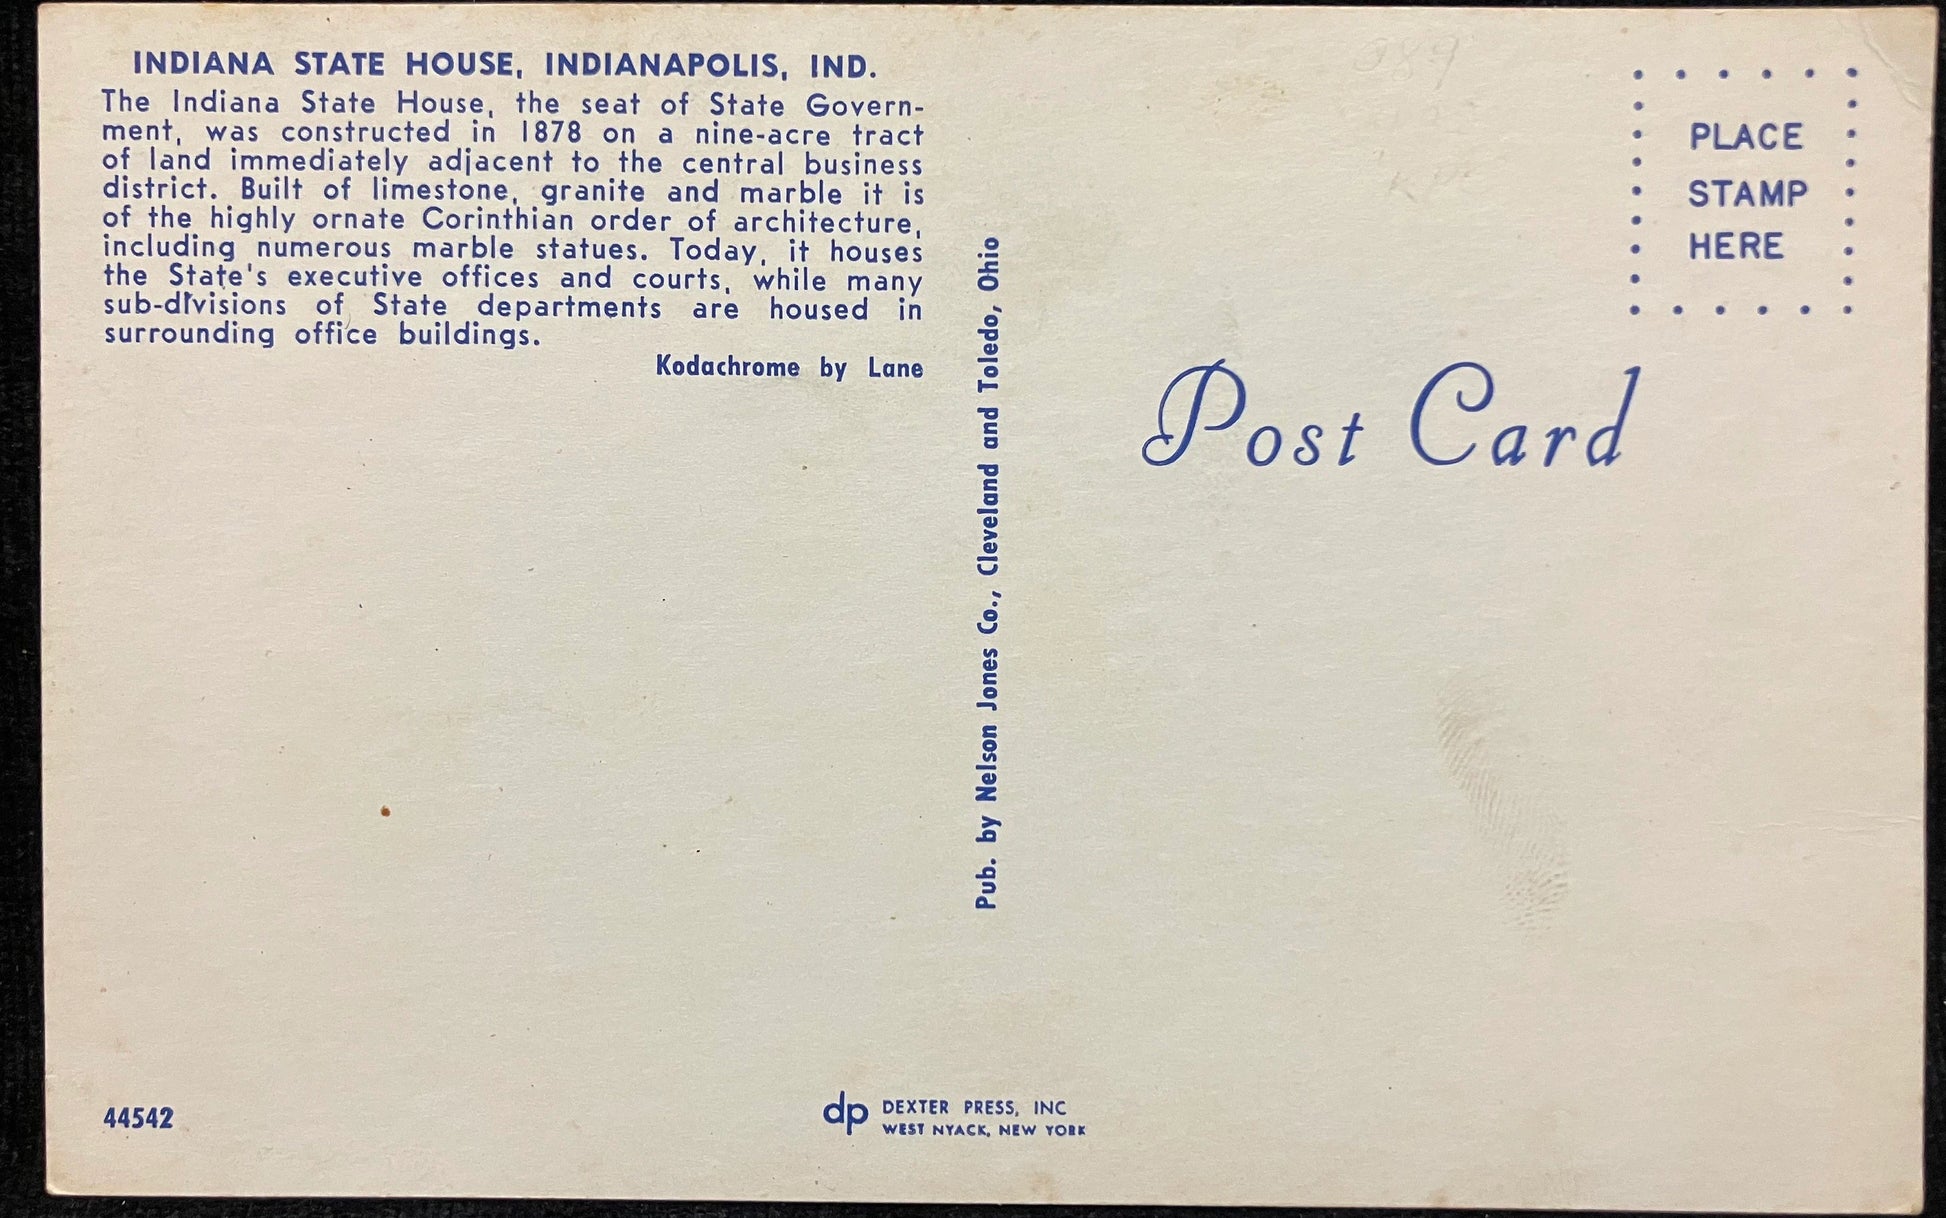 INDIANA STATE HOUSE, INDIANAPOLIS, IND.
The Indiana State House, the seat of State Govern-
ment, was constructed in 1878 on a nine-acre tract
of land immediately adjacent to the central business
district. Built of limestone, granite and marble it is
of the highly ornate Corinthian order of architecture,
including numerous marble statues. Today, it houses
the State's executive offices and courts, while many
sub-divisions of State departments are housed in
surrounding office buildings.
Kodachrome by Lane
44542
Pub. by Nelson Jones Co., Cleveland and Toledo, Ohio
dp DEXTER PRESS, INC
WEST NYACK, NEW YORK
PLACE
STAMP
HERE
Post Card